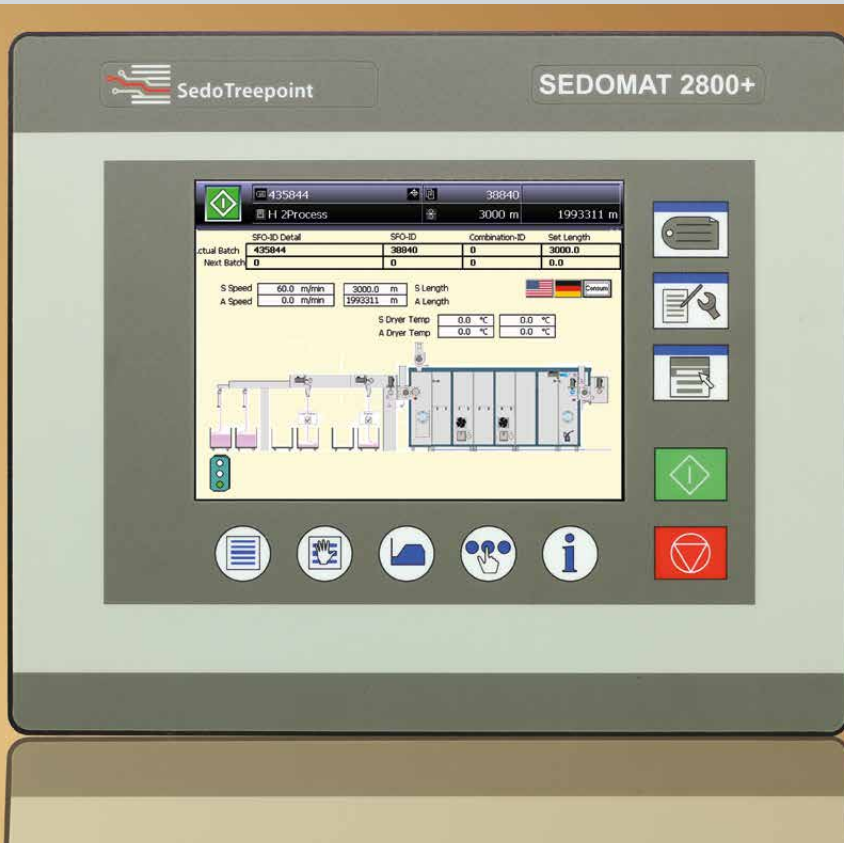 SedoTreepoint
SEDOMAT 2800+
435844 38840
H 2Process 3000 m 1993311 m
SFO-ID Detail SFO-ID Combination-ID Set Length
Actual Batch 435844 38840 0 3000.0
Next Batch 0 0 0 0.0
S Speed 60.0 m/min 3000.0 m S Length
A Speed 0.0 m/min 1993311 m A Length
Consum
S Dryer Temp 0.0 °C 0.0 °C
A Dryer Temp 0.0 °C 0.0 °C